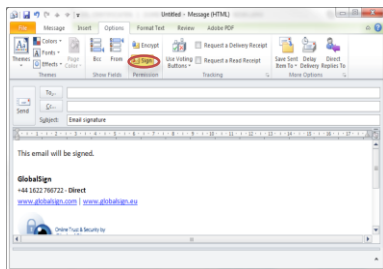 Untitled - Message (HTML)
File Message Insert Options Format Text Review Adobe PDF
Themes Colors Fonts Effects Page Color Bcc From Encrypt Sign Use Voting Buttons Request a Delivery Receipt Request a Read Receipt Save Sent Item To Delay Delivery Direct Replies To
Themes Show Fields Permission Tracking More Options
Send
To...
Subject: Email signature
This email will be signed.
GlobalSign
+44 1622 766722 - Direct
www.globalsign.com | www.globalsign.eu
Online Trust & Security by